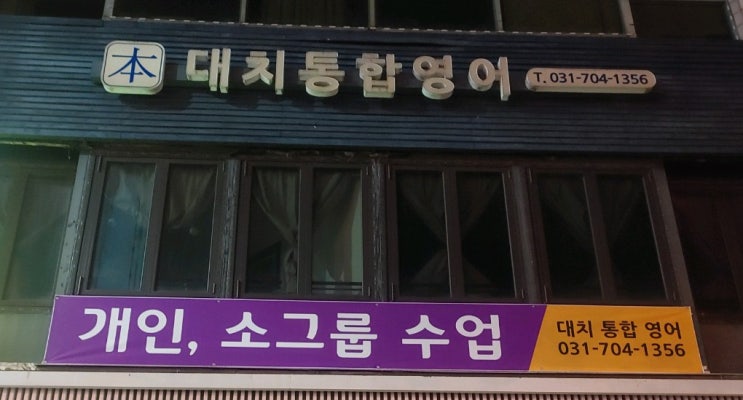 本 대치통합영어 T. 031-704-1356
개인, 소그룹 수업
대치 통합 영어
031-704-1356